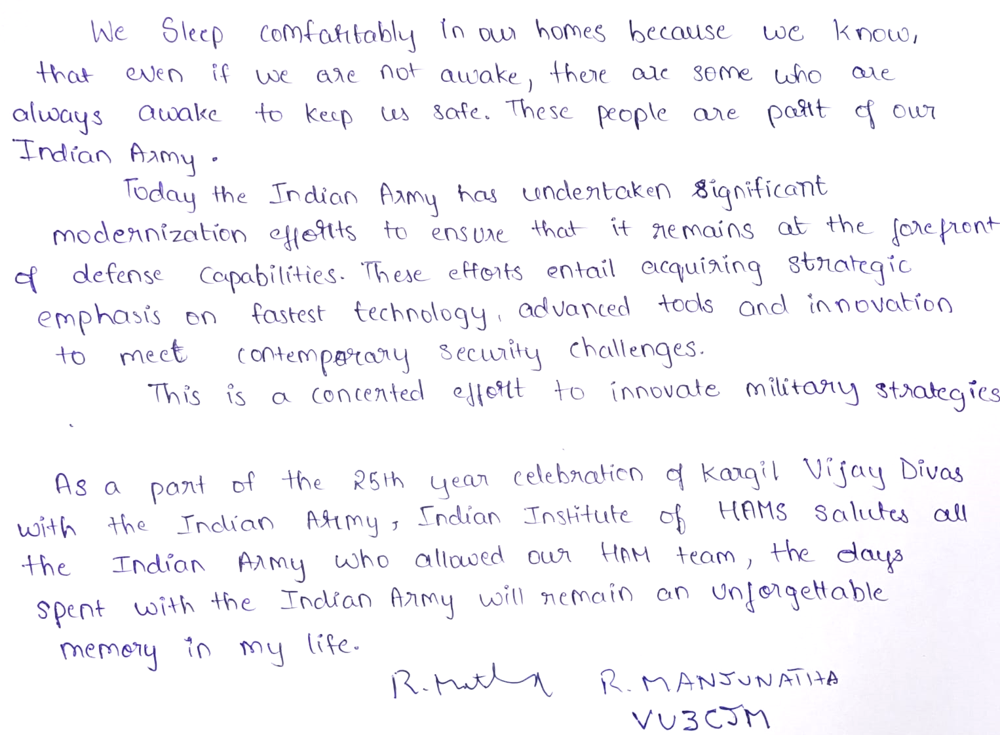 We Sleep comfortably in our homes because we know,
that even if we are not awake, there are some who are
always awake to keep us safe. These people are part of our
Indian Army.
Today the Indian Army has undertaken significant
modernization efforts to ensure that it remains at the forefront
of defense capabilities. These efforts entail acquiring strategic
emphasis on fastest technology, advanced tools and innovation
to meet contemporary security challenges.
This is a concerted effort to innovate military strategies
As a part of the 25th year celebration of Kargil Vijay Divas
with the Indian Army, Indian Institute of HAMS Salutes all
the Indian Army who allowed our HAM team, the days
spent with the Indian Army will remain an unforgettable
memory in my life.
R. MANJUNATHA
VU3CJM